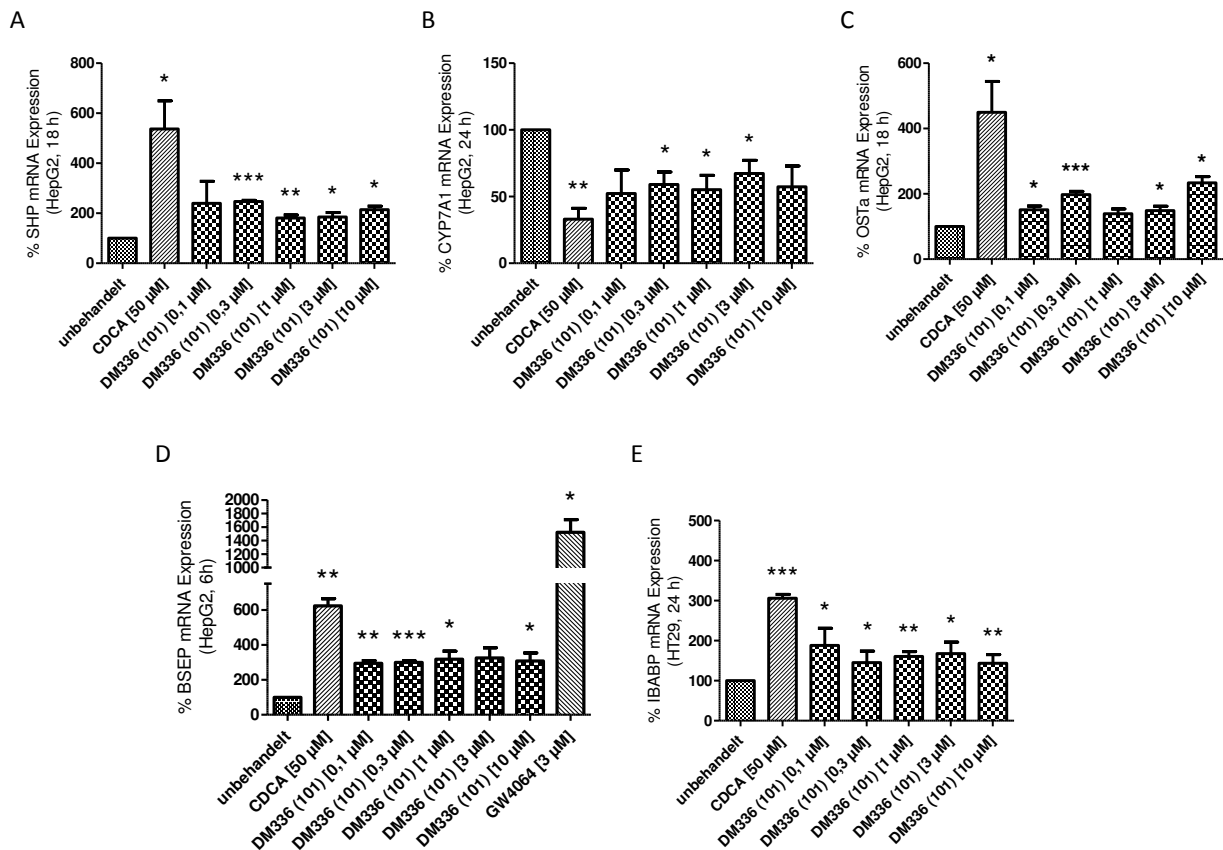 A
% SHP mRNA Expression
(HepG2, 18 h)
800
600
400
200
0
*
***
**
*
*
unbehandelt
CDCA [50 µM]
DM336 (101) [0,1 µM]
DM336 (101) [0,3 µM]
DM336 (101) [1 µM]
DM336 (101) [3 µM]
DM336 (101) [10 µM]
B
% CYP7A1 mRNA Expression
(HepG2, 24 h)
150
100
50
0
**
*
*
*
unbehandelt
CDCA [50 µM]
DM336 (101) [0,1 µM]
DM336 (101) [0,3 µM]
DM336 (101) [1 µM]
DM336 (101) [3 µM]
DM336 (101) [10 µM]
C
% OSTa mRNA Expression
(HepG2, 18 h)
600
400
200
0
*
*
***
*
*
unbehandelt
CDCA [50 µM]
DM336 (101) [0,1 µM]
DM336 (101) [0,3 µM]
DM336 (101) [1 µM]
DM336 (101) [3 µM]
DM336 (101) [10 µM]
D
% BSEP mRNA Expression
(HepG2, 6h)
2000
1800
1600
1400
1200
1000
600
400
200
0
**
**
***
*
*
*
unbehandelt
CDCA [50 µM]
DM336 (101) [0,1 µM]
DM336 (101) [0,3 µM]
DM336 (101) [1 µM]
DM336 (101) [3 µM]
DM336 (101) [10 µM]
GW4064 [3 µM]
E
% IBABP mRNA Expression
(HT29, 24 h)
500
400
300
200
100
0
***
*
*
**
*
**
unbehandelt
CDCA [50 µM]
DM336 (101) [0,1 µM]
DM336 (101) [0,3 µM]
DM336 (101) [1 µM]
DM336 (101) [3 µM]
DM336 (101) [10 µM]